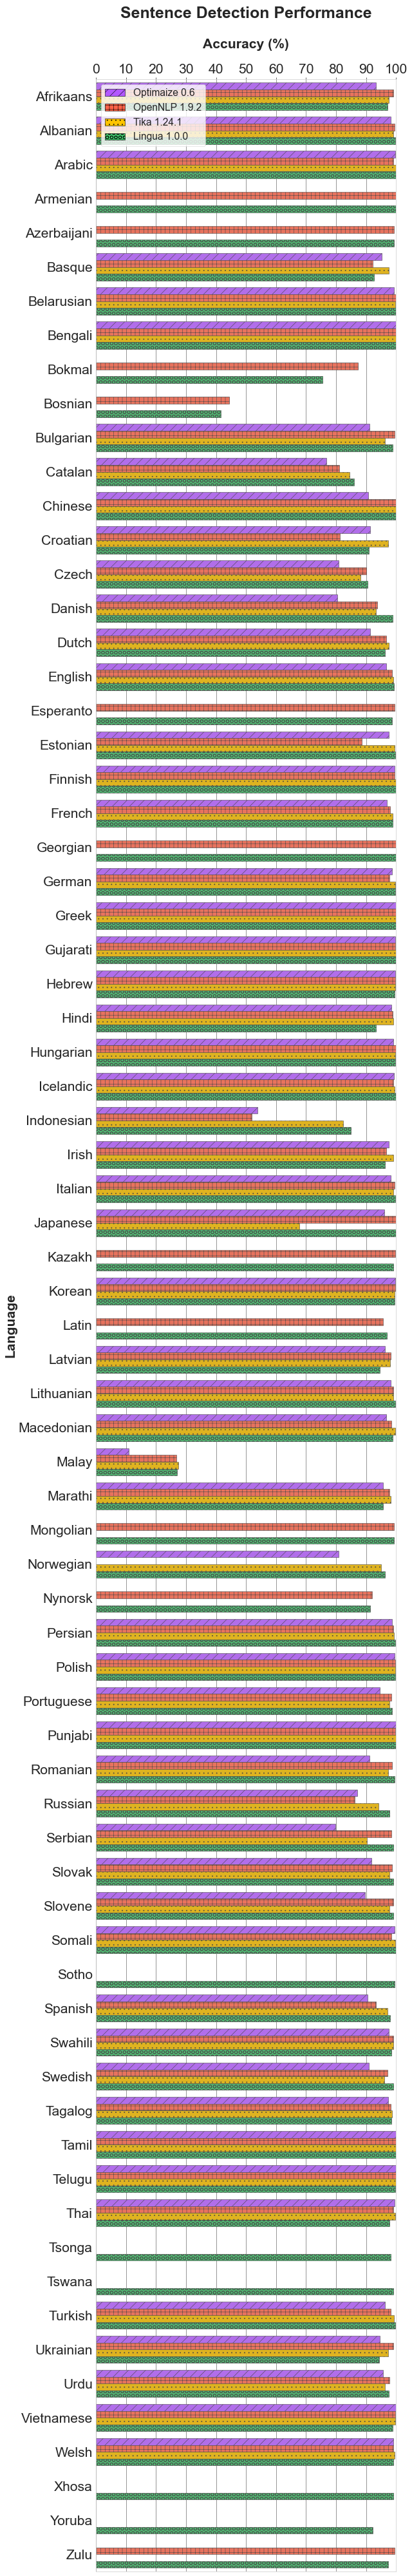 Sentence Detection Performance
Accuracy (%)
0 10 20 30 40 50 60 70 80 90 100
Optimaize 0.6
OpenNLP 1.9.2
Tika 1.24.1
Lingua 1.0.0
Language
Afrikaans
Albanian
Arabic
Armenian
Azerbaijani
Basque
Belarusian
Bengali
Bokmal
Bosnian
Bulgarian
Catalan
Chinese
Croatian
Czech
Danish
Dutch
English
Esperanto
Estonian
Finnish
French
Georgian
German
Greek
Gujarati
Hebrew
Hindi
Hungarian
Icelandic
Indonesian
Irish
Italian
Japanese
Kazakh
Korean
Latin
Latvian
Lithuanian
Macedonian
Malay
Marathi
Mongolian
Norwegian
Nynorsk
Persian
Polish
Portuguese
Punjabi
Romanian
Russian
Serbian
Slovak
Slovene
Somali
Sotho
Spanish
Swahili
Swedish
Tagalog
Tamil
Telugu
Thai
Tsonga
Tswana
Turkish
Ukrainian
Urdu
Vietnamese
Welsh
Xhosa
Yoruba
Zulu